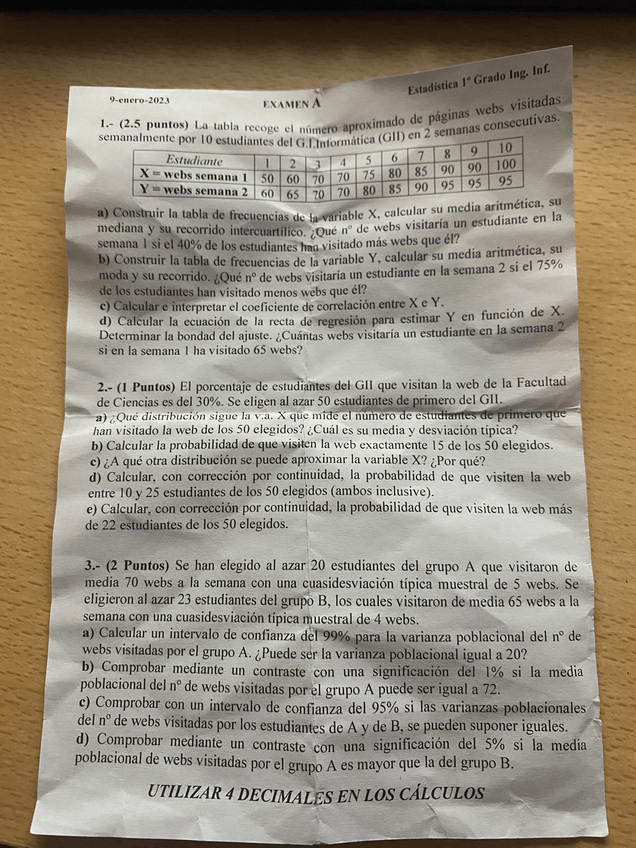 9-enero-2023 EXAMEN A Estadística 1º Grado Ing. Inf.
1.- (2.5 puntos) La tabla recoge el número aproximado de páginas webs visitadas
semanalmente por 10 estudiantes del G.I.Informática (GII) en 2 semanas consecutivas.
Estudiante 1 2 3 4 5 6 7 8 9 10
X = webs semana 1 50 60 70 70 75 80 85 90 90 100
Y = webs semana 2 60 65 70 70 80 85 90 95 95 95
a) Construir la tabla de frecuencias de la variable X, calcular su media aritmética, su
mediana y su recorrido intercuartílico. ¿Qué nº de webs visitaría un estudiante en la
semana 1 si el 40% de los estudiantes han visitado más webs que él?
b) Construir la tabla de frecuencias de la variable Y, calcular su media aritmética, su
moda y su recorrido. ¿Qué nº de webs visitaría un estudiante en la semana 2 si el 75%
de los estudiantes han visitado menos webs que él?
c) Calcular e interpretar el coeficiente de correlación entre X e Y.
d) Calcular la ecuación de la recta de regresión para estimar Y en función de X.
Determinar la bondad del ajuste. ¿Cuántas webs visitaría un estudiante en la semana 2
si en la semana 1 ha visitado 65 webs?
2.- (1 Puntos) El porcentaje de estudiantes del GII que visitan la web de la Facultad
de Ciencias es del 30%. Se eligen al azar 50 estudiantes de primero del GII.
a) ¿Qué distribución sigue la v.a. X que mide el número de estudiantes de primero que
han visitado la web de los 50 elegidos? ¿Cuál es su media y desviación típica?
b) Calcular la probabilidad de que visiten la web exactamente 15 de los 50 elegidos.
c) ¿A qué otra distribución se puede aproximar la variable X? ¿Por qué?
d) Calcular, con corrección por continuidad, la probabilidad de que visiten la web
entre 10 y 25 estudiantes de los 50 elegidos (ambos inclusive).
e) Calcular, con corrección por continuidad, la probabilidad de que visiten la web más
de 22 estudiantes de los 50 elegidos.
3.- (2 Puntos) Se han elegido al azar 20 estudiantes del grupo A que visitaron de
media 70 webs a la semana con una cuasidesviación típica muestral de 5 webs. Se
eligieron al azar 23 estudiantes del grupo B, los cuales visitaron de media 65 webs a la
semana con una cuasidesviación típica muestral de 4 webs.
a) Calcular un intervalo de confianza del 99% para la varianza poblacional del nº de
webs visitadas por el grupo A. ¿Puede ser la varianza poblacional igual a 20?
b) Comprobar mediante un contraste con una significación del 1% si la media
poblacional del nº de webs visitadas por el grupo A puede ser igual a 72.
c) Comprobar con un intervalo de confianza del 95% si las varianzas poblacionales
del nº de webs visitadas por los estudiantes de A y de B, se pueden suponer iguales.
d) Comprobar mediante un contraste con una significación del 5% si la media
poblacional de webs visitadas por el grupo A es mayor que la del grupo B.
UTILIZAR 4 DECIMALES EN LOS CÁLCULOS